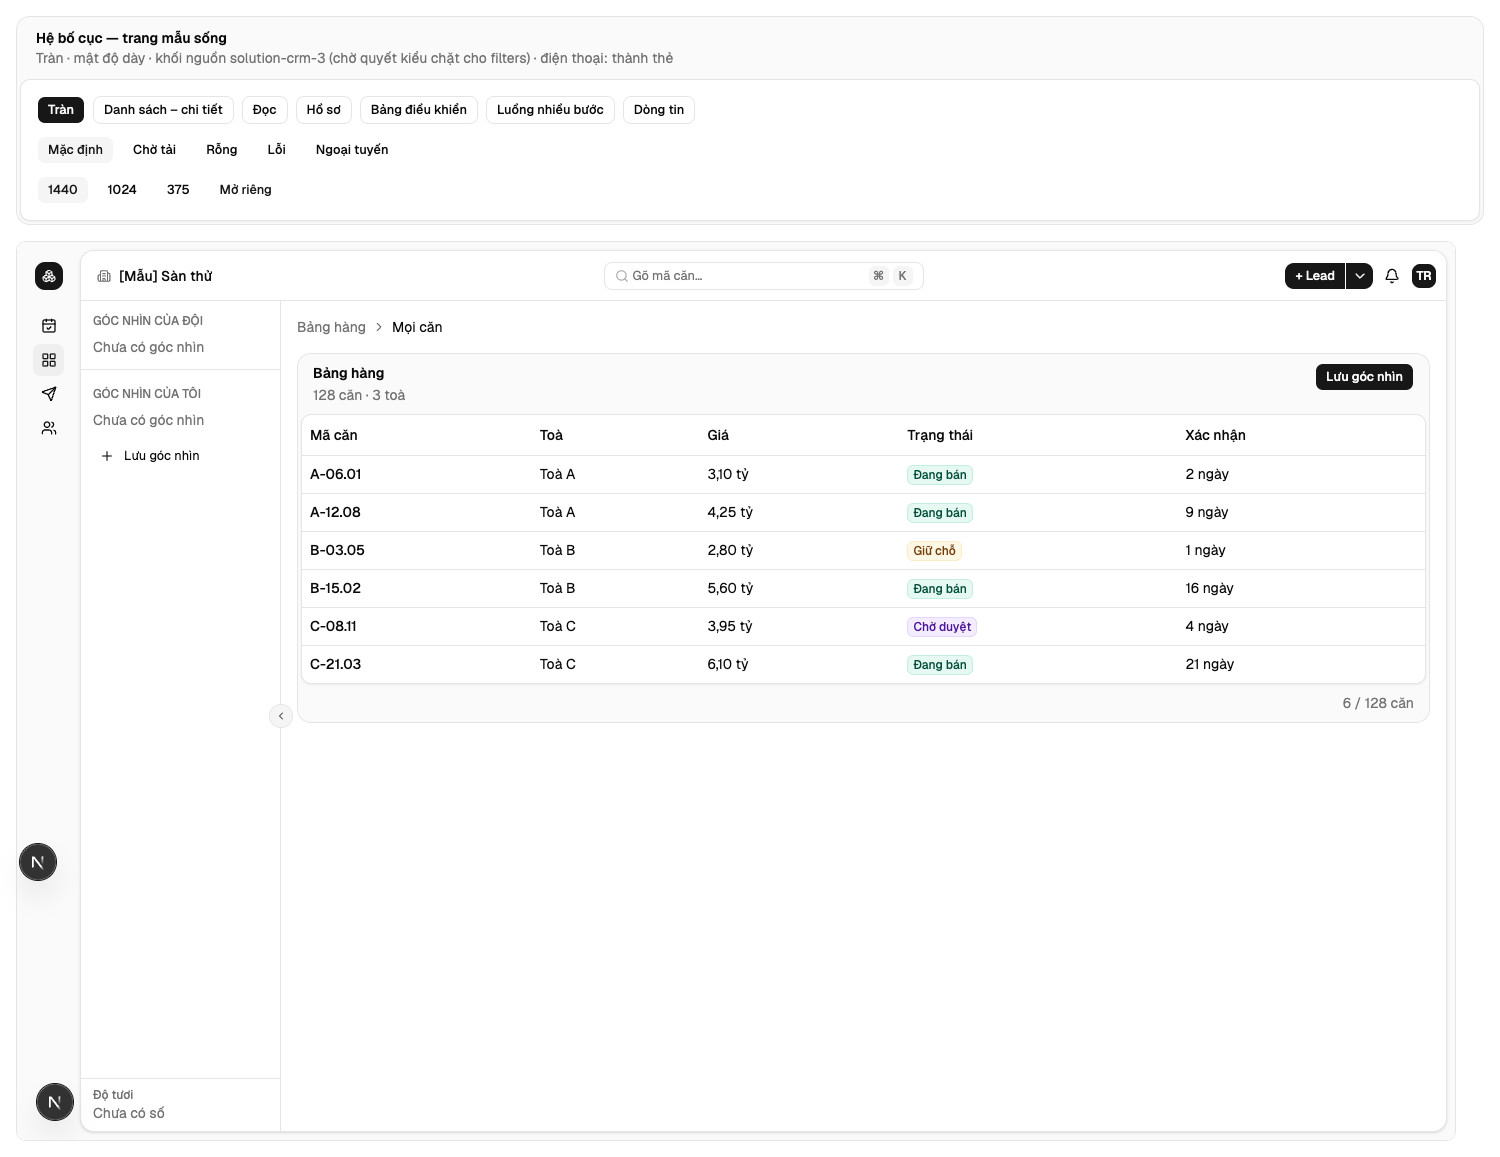 Hệ bố cục — trang mẫu sống
Tràn · mật độ dày · khối nguồn solution-crm-3 (chờ quyết kiểu chặt cho filters) · điện thoại: thành thẻ
Tràn Danh sách – chi tiết Đọc Hồ sơ Bảng điều khiển Luồng nhiều bước Dòng tin
Mặc định Chờ tải Rỗng Lỗi Ngoại tuyến
1440 1024 375 Mở riêng
[Mẫu] Sàn thử Gõ mã căn... ⌘ K + Lead TR
GÓC NHÌN CỦA ĐỘI
Chưa có góc nhìn
GÓC NHÌN CỦA TÔI
Chưa có góc nhìn
+ Lưu góc nhìn
Bảng hàng > Mọi căn
Bảng hàng
128 căn · 3 toà
Lưu góc nhìn
Mã căn Toà Giá Trạng thái Xác nhận
A-06.01 Toà A 3,10 tỷ Đang bán 2 ngày
A-12.08 Toà A 4,25 tỷ Đang bán 9 ngày
B-03.05 Toà B 2,80 tỷ Giữ chỗ 1 ngày
B-15.02 Toà B 5,60 tỷ Đang bán 16 ngày
C-08.11 Toà C 3,95 tỷ Chờ duyệt 4 ngày
C-21.03 Toà C 6,10 tỷ Đang bán 21 ngày
6 / 128 căn
N
N
Độ tươi
Chưa có số